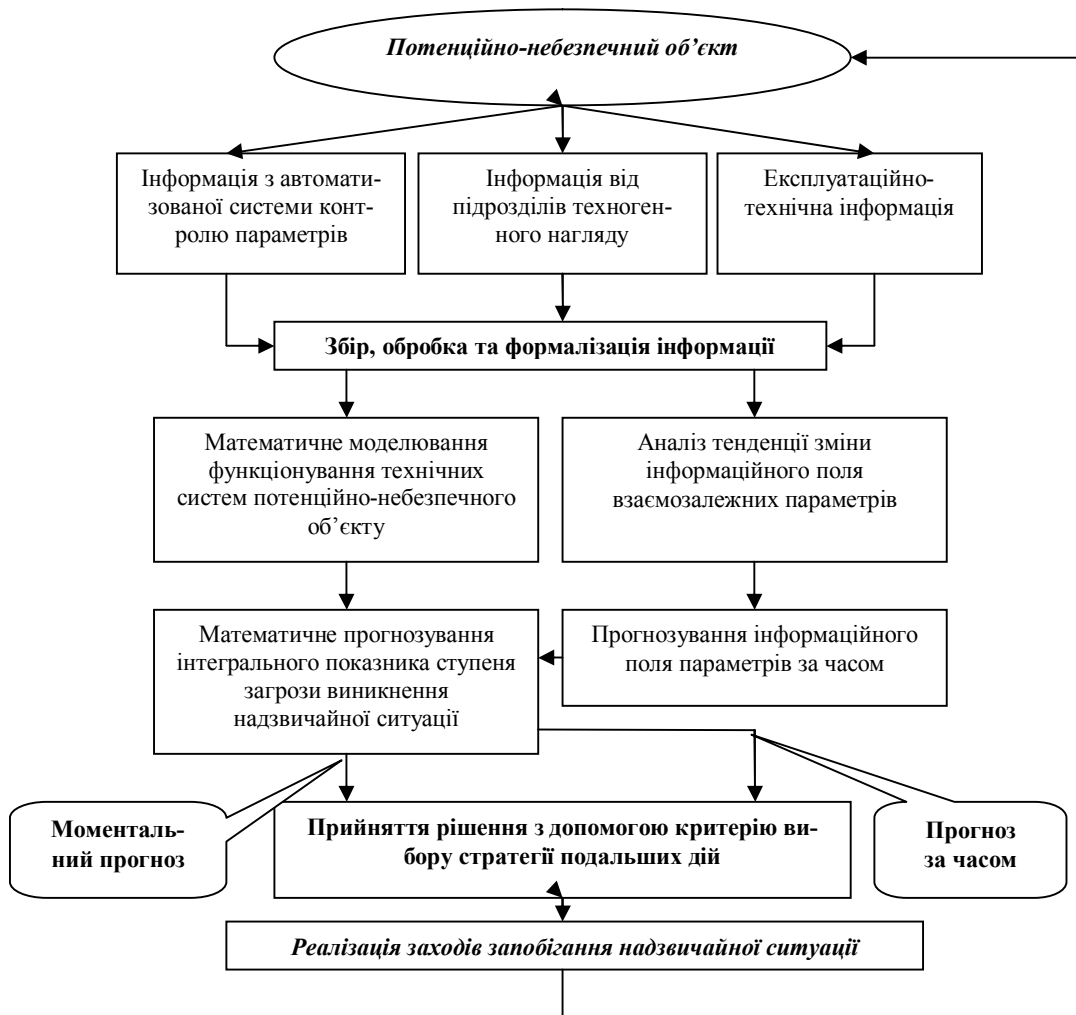 Потенційно-небезпечний об’єкт
Інформація з автомати-
зованої системи конт-
ролю параметрів
Інформація від
підрозділів техноген-
ного нагляду
Експлуатаційно-
технічна інформація
Збір, обробка та формалізація інформації
Математичне моделювання
функціонування технічних
систем потенційно-небезпечного
об’єкту
Аналіз тенденції зміни
інформаційного поля
взаємозалежних параметрів
Математичне прогнозування
інтегрального показника ступеня
загрози виникнення
надзвичайної ситуації
Прогнозування інформаційного
поля параметрів за часом
Моменталь-
ний прогноз
Прийняття рішення з допомогою критерію ви-
бору стратегії подальших дій
Прогноз
за часом
Реалізація заходів запобігання надзвичайної ситуації